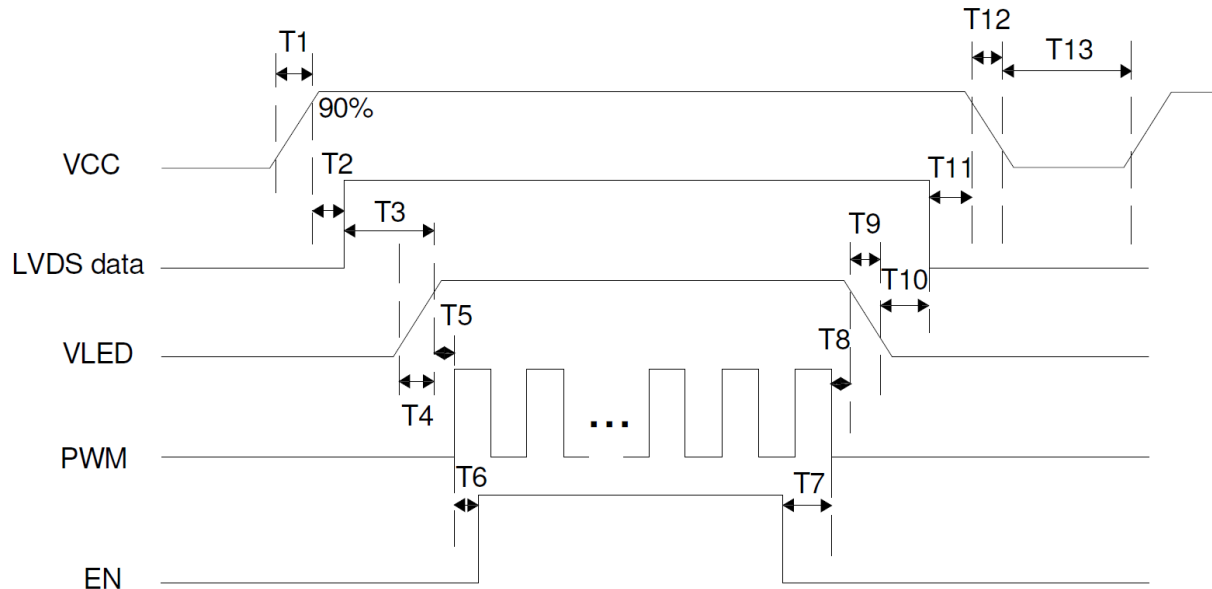 T1
T12
T13
90%
VCC
T2
T11
T3
T9
LVDS data
T10
T5
T8
VLED
T4
...
PWM
T6
T7
EN